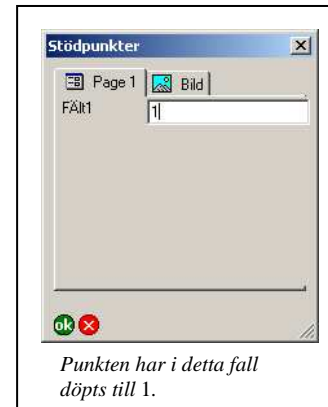 Stödpunkter
Page 1 Bild
FÄlt1 1
ok
Punkten har i detta fall
döpts till 1.